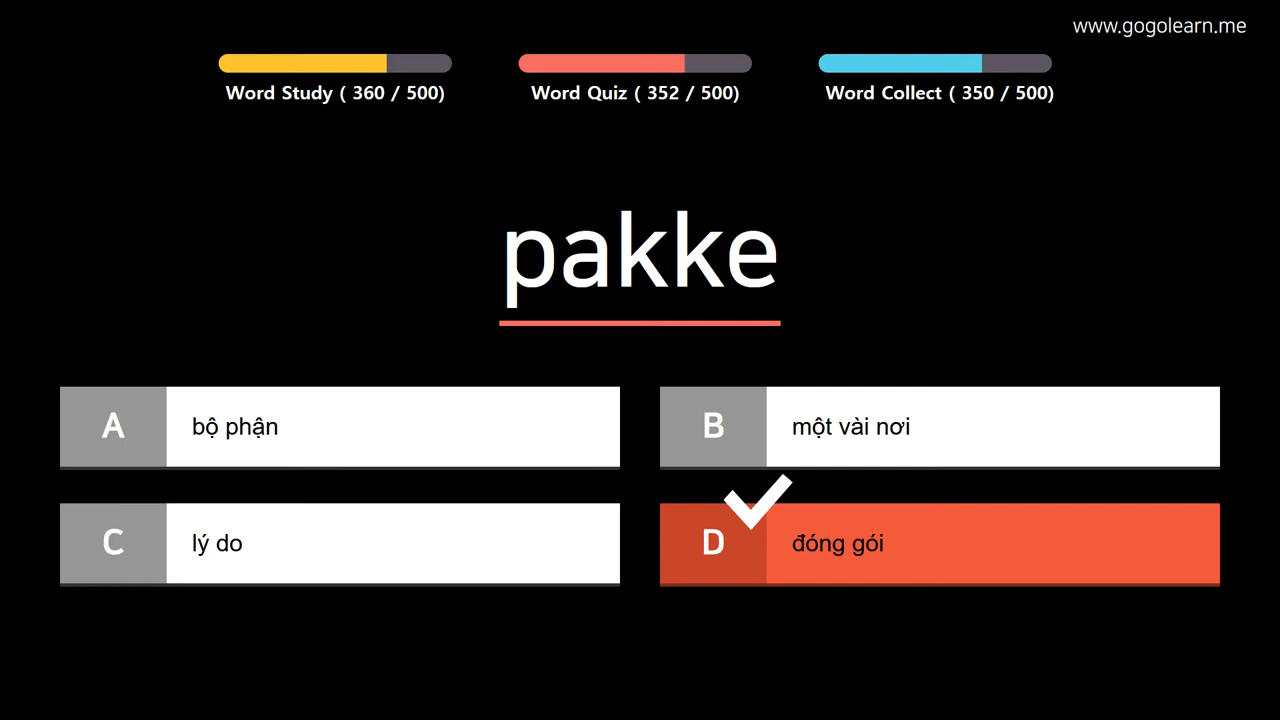 www.gogolearn.me
Word Study ( 360 / 500)
Word Quiz ( 352 / 500)
Word Collect ( 350 / 500)
pakke
A bộ phận
B một vài nơi
C lý do
D đóng gói